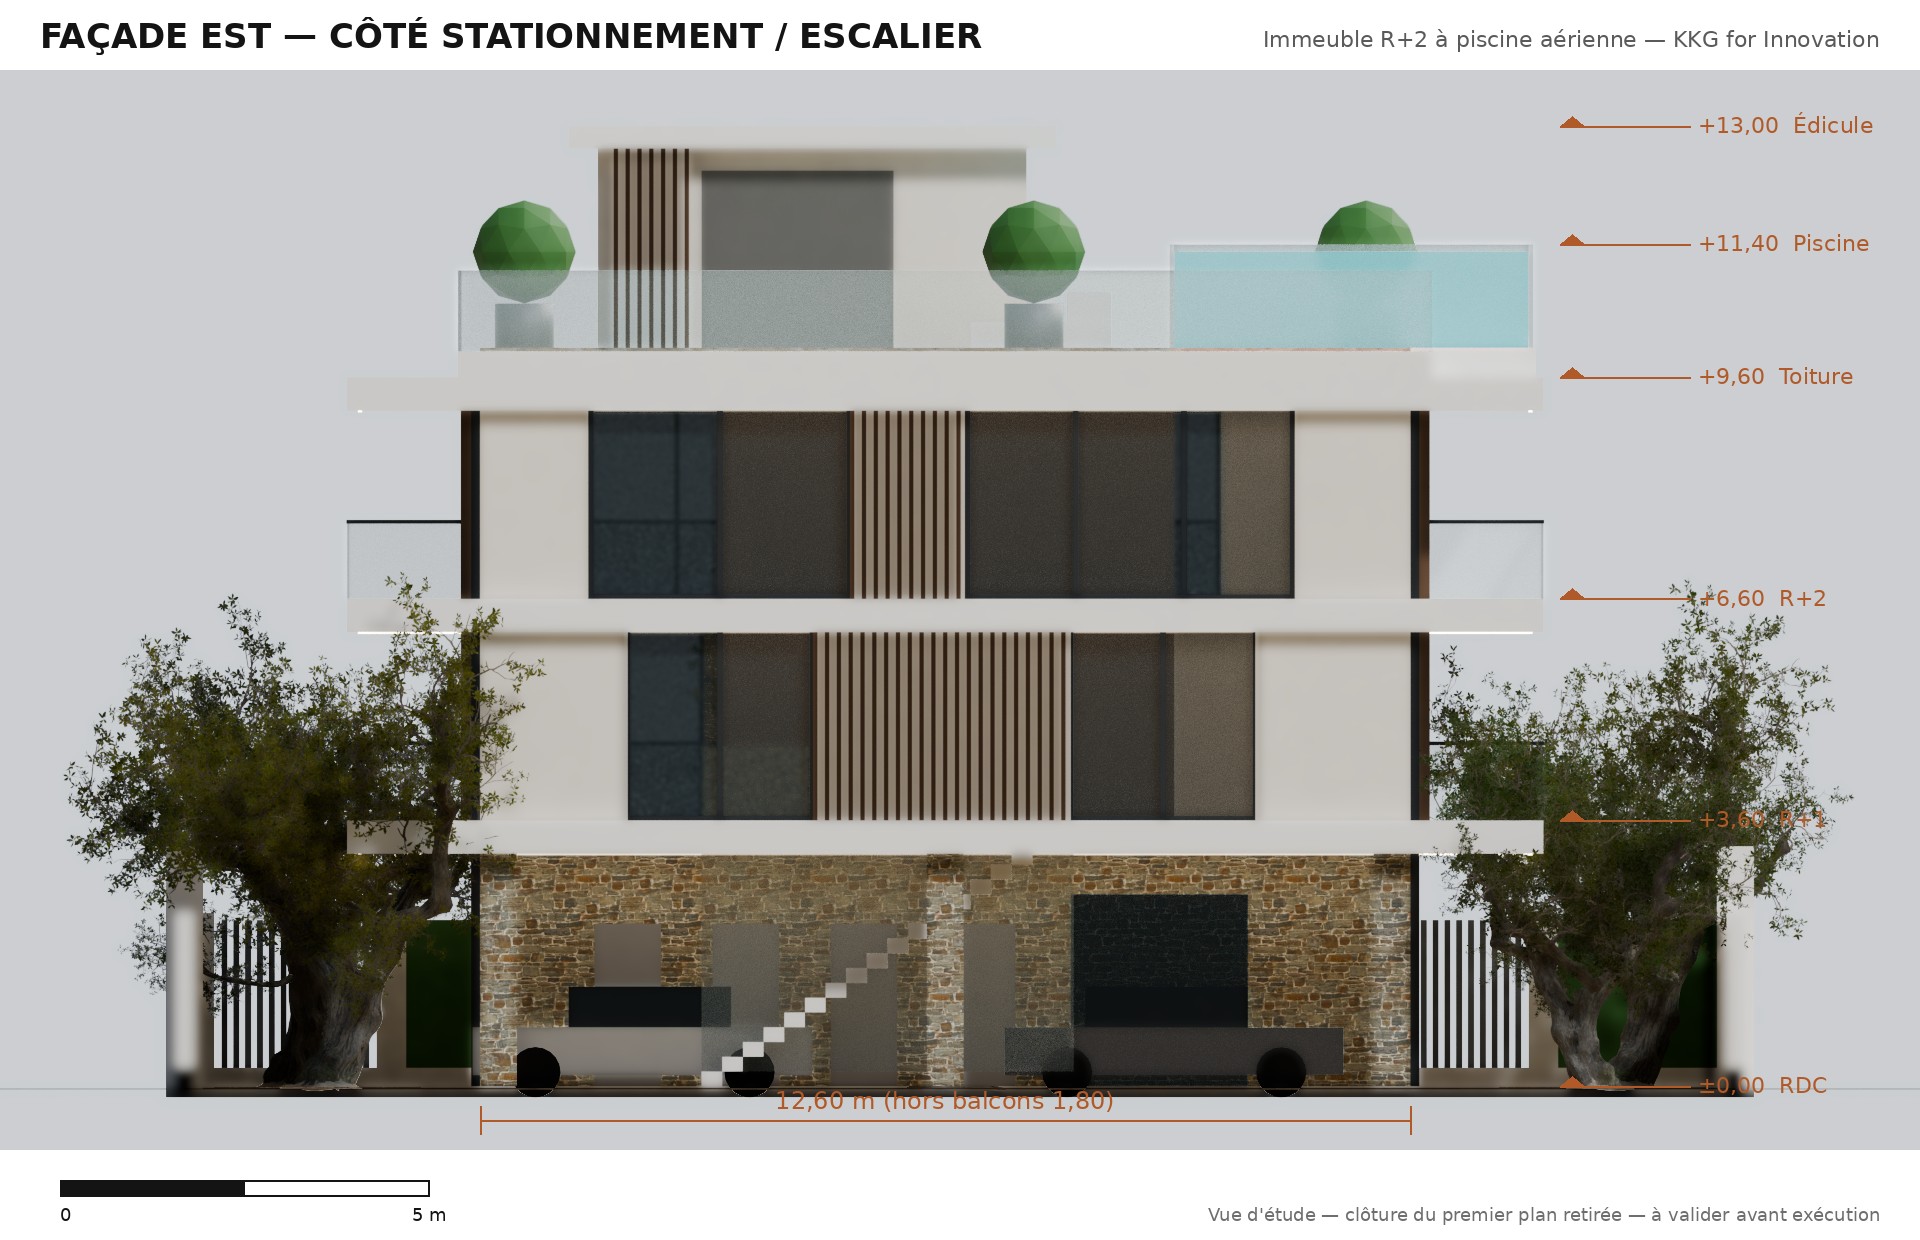 FAÇADE EST — CÔTÉ STATIONNEMENT / ESCALIER
Immeuble R+2 à piscine aérienne — KKG for Innovation
+13,00 Édicule
+11,40 Piscine
+9,60 Toiture
+6,60 R+2
+3,60 R+1
±0,00 RDC
12,60 m (hors balcons 1,80)
0
5 m
Vue d'étude — clôture du premier plan retirée — à valider avant exécution